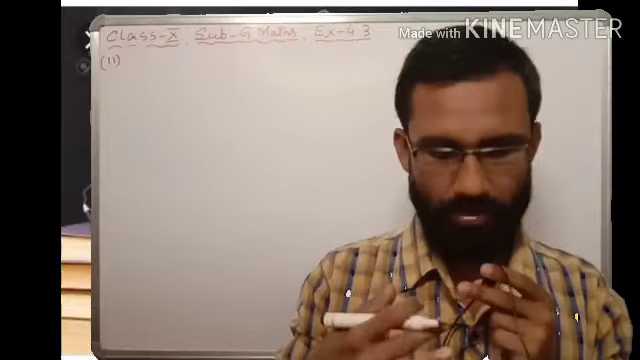 Class-X, Sub-G Maths, Ex-4.3
Made with KINEMASTER
(11)